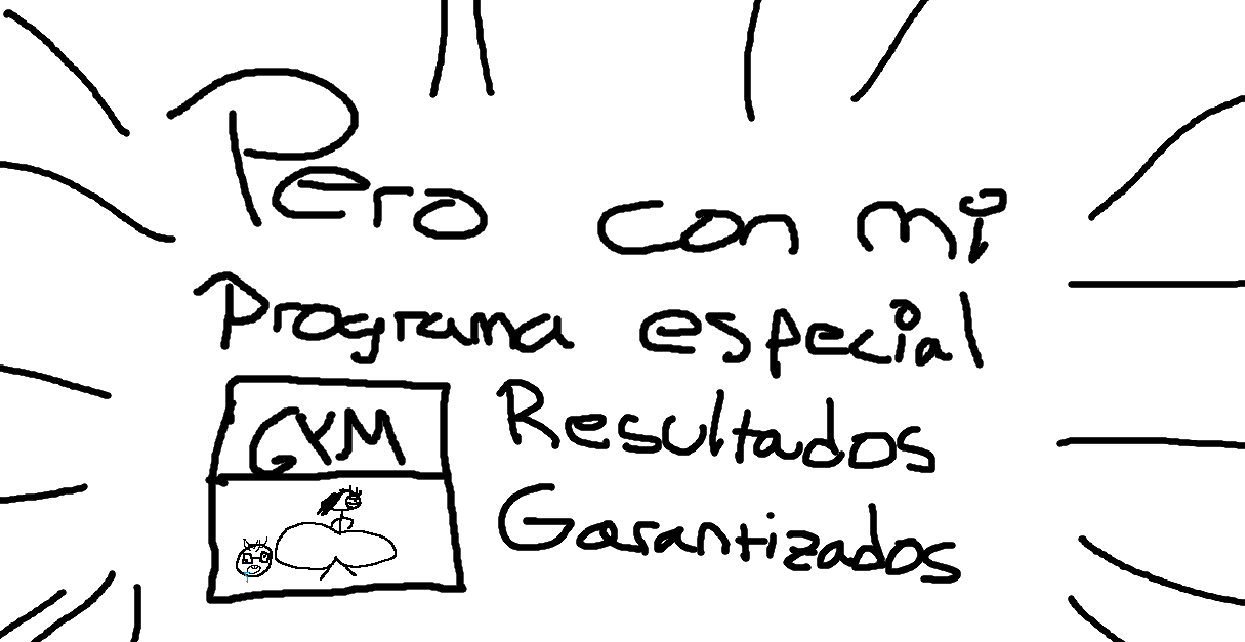 Pero con mi
Programa especial
GYM
Resultados
Garantizados